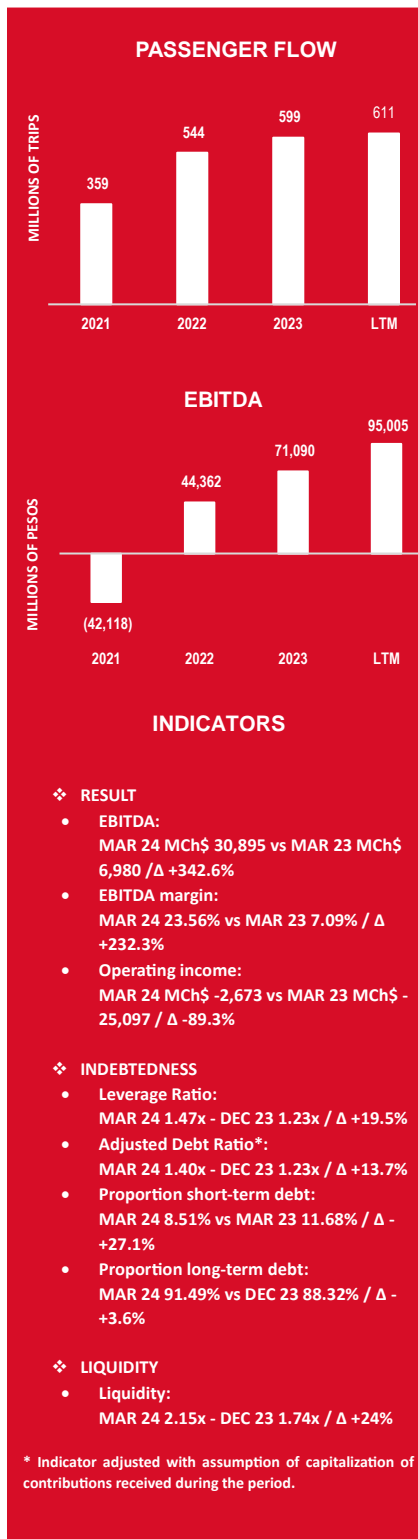 PASSENGER FLOW
MILLIONS OF TRIPS
359
544
599
611
2021
2022
2023
LTM
EBITDA
MILLIONS OF PESOS
(42,118)
44,362
71,090
95,005
2021
2022
2023
LTM
INDICATORS
❖ RESULT
• EBITDA:
MAR 24 MCh$ 30,895 vs MAR 23 MCh$
6,980 /Δ +342.6%
• EBITDA margin:
MAR 24 23.56% vs MAR 23 7.09% / Δ
+232.3%
• Operating income:
MAR 24 MCh$ -2,673 vs MAR 23 MCh$ -
25,097 / Δ -89.3%
❖ INDEBTEDNESS
• Leverage Ratio:
MAR 24 1.47x - DEC 23 1.23x / Δ +19.5%
• Adjusted Debt Ratio*:
MAR 24 1.40x - DEC 23 1.23x / Δ +13.7%
• Proportion short-term debt:
MAR 24 8.51% vs MAR 23 11.68% / Δ -
+27.1%
• Proportion long-term debt:
MAR 24 91.49% vs DEC 23 88.32% / Δ -
+3.6%
❖ LIQUIDITY
• Liquidity:
MAR 24 2.15x - DEC 23 1.74x / Δ +24%
* Indicator adjusted with assumption of capitalization of
contributions received during the period.